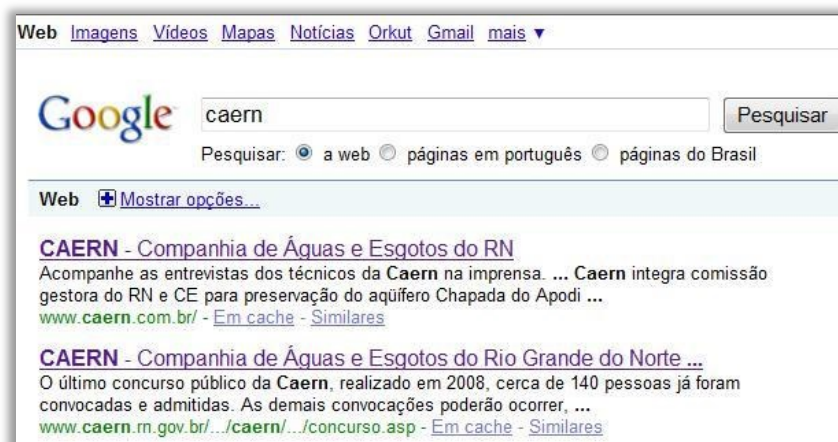 Web Imagens Vídeos Mapas Notícias Orkut Gmail mais ▼
Google caern Pesquisar
Pesquisar: a web páginas em português páginas do Brasil
Web Mostrar opções...
CAERN - Companhia de Águas e Esgotos do RN
Acompanhe as entrevistas dos técnicos da Caern na imprensa. ... Caern integra comissão
gestora do RN e CE para preservação do aqüífero Chapada do Apodi ...
www.caern.com.br/ - Em cache - Similares
CAERN - Companhia de Águas e Esgotos do Rio Grande do Norte ...
O último concurso público da Caern, realizado em 2008, cerca de 140 pessoas já foram
convocadas e admitidas. As demais convocações poderão ocorrer, ...
www.caern.rn.gov.br/.../caern/.../concurso.asp - Em cache - Similares